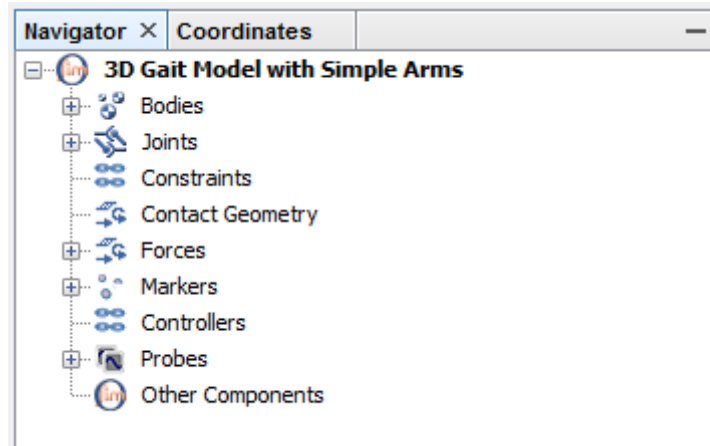 Navigator Coordinates
3D Gait Model with Simple Arms
Bodies
Joints
Constraints
Contact Geometry
Forces
Markers
Controllers
Probes
Other Components